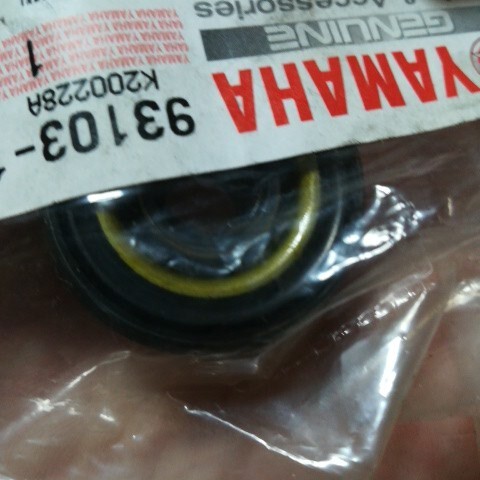 YAMAHA
GENUINE
& Accessories
93103-
K200228A
1